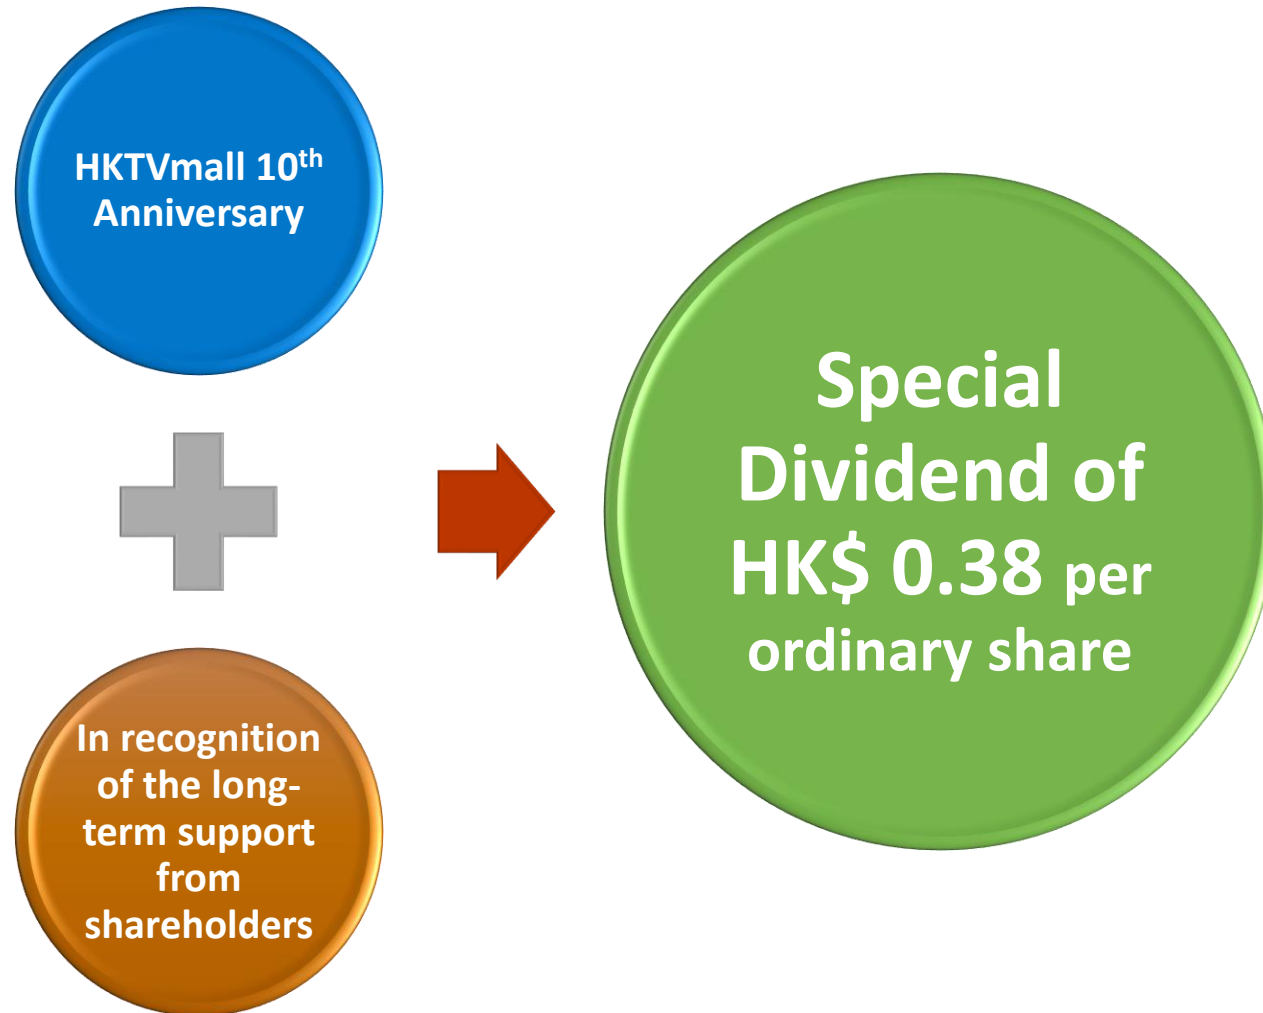 HKTVmall 10th
Anniversary
In recognition
of the long-
term support
from
shareholders
Special
Dividend of
HK$ 0.38 per
ordinary share